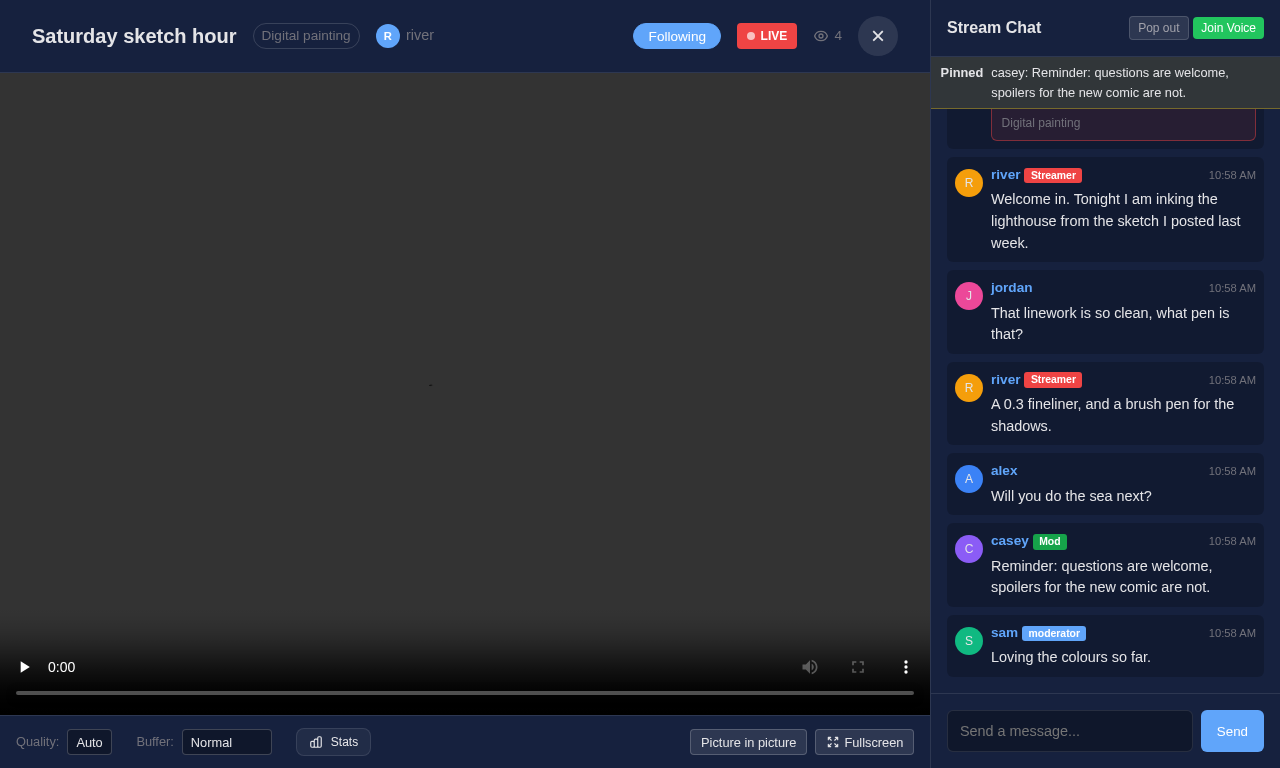 Saturday sketch hour
Digital painting
R
river
Following
LIVE
4
Stream Chat
Pop out
Join Voice
Pinned
casey: Reminder: questions are welcome,
spoilers for the new comic are not.
Digital painting
R
river Streamer 10:58 AM
Welcome in. Tonight I am inking the
lighthouse from the sketch I posted last
week.
J
jordan 10:58 AM
That linework is so clean, what pen is
that?
R
river Streamer 10:58 AM
A 0.3 fineliner, and a brush pen for the
shadows.
A
alex 10:58 AM
Will you do the sea next?
C
casey Mod 10:58 AM
Reminder: questions are welcome,
spoilers for the new comic are not.
S
sam moderator 10:58 AM
Loving the colours so far.
0:00
Quality: Auto
Buffer: Normal
Stats
Picture in picture
Fullscreen
Send a message...
Send